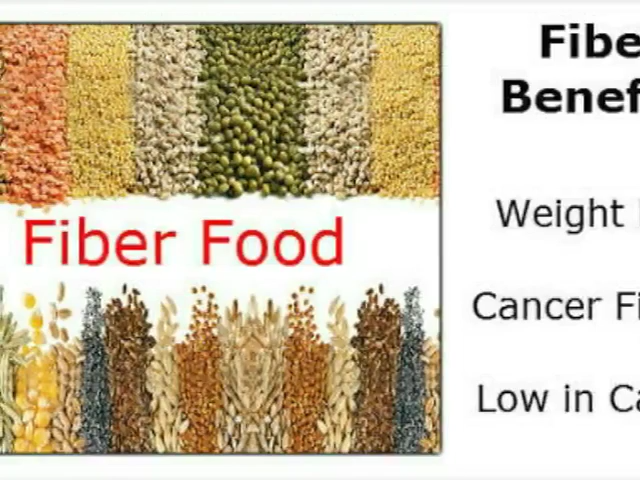 Fiber Food
Fibe
Benef
Weight
Cancer Fi
Low in Ca